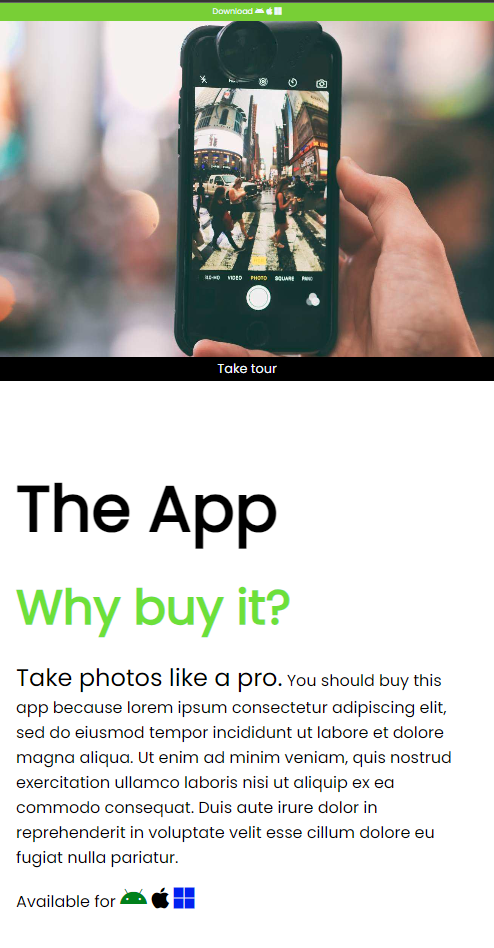 Download
VIDEO PHOTO SQUARE PANO
Take tour
The App
Why buy it?
Take photos like a pro. You should buy this
app because lorem ipsum consectetur adipiscing elit,
sed do eiusmod tempor incididunt ut labore et dolore
magna aliqua. Ut enim ad minim veniam, quis nostrud
exercitation ullamco laboris nisi ut aliquip ex ea
commodo consequat. Duis aute irure dolor in
reprehenderit in voluptate velit esse cillum dolore eu
fugiat nulla pariatur.
Available for